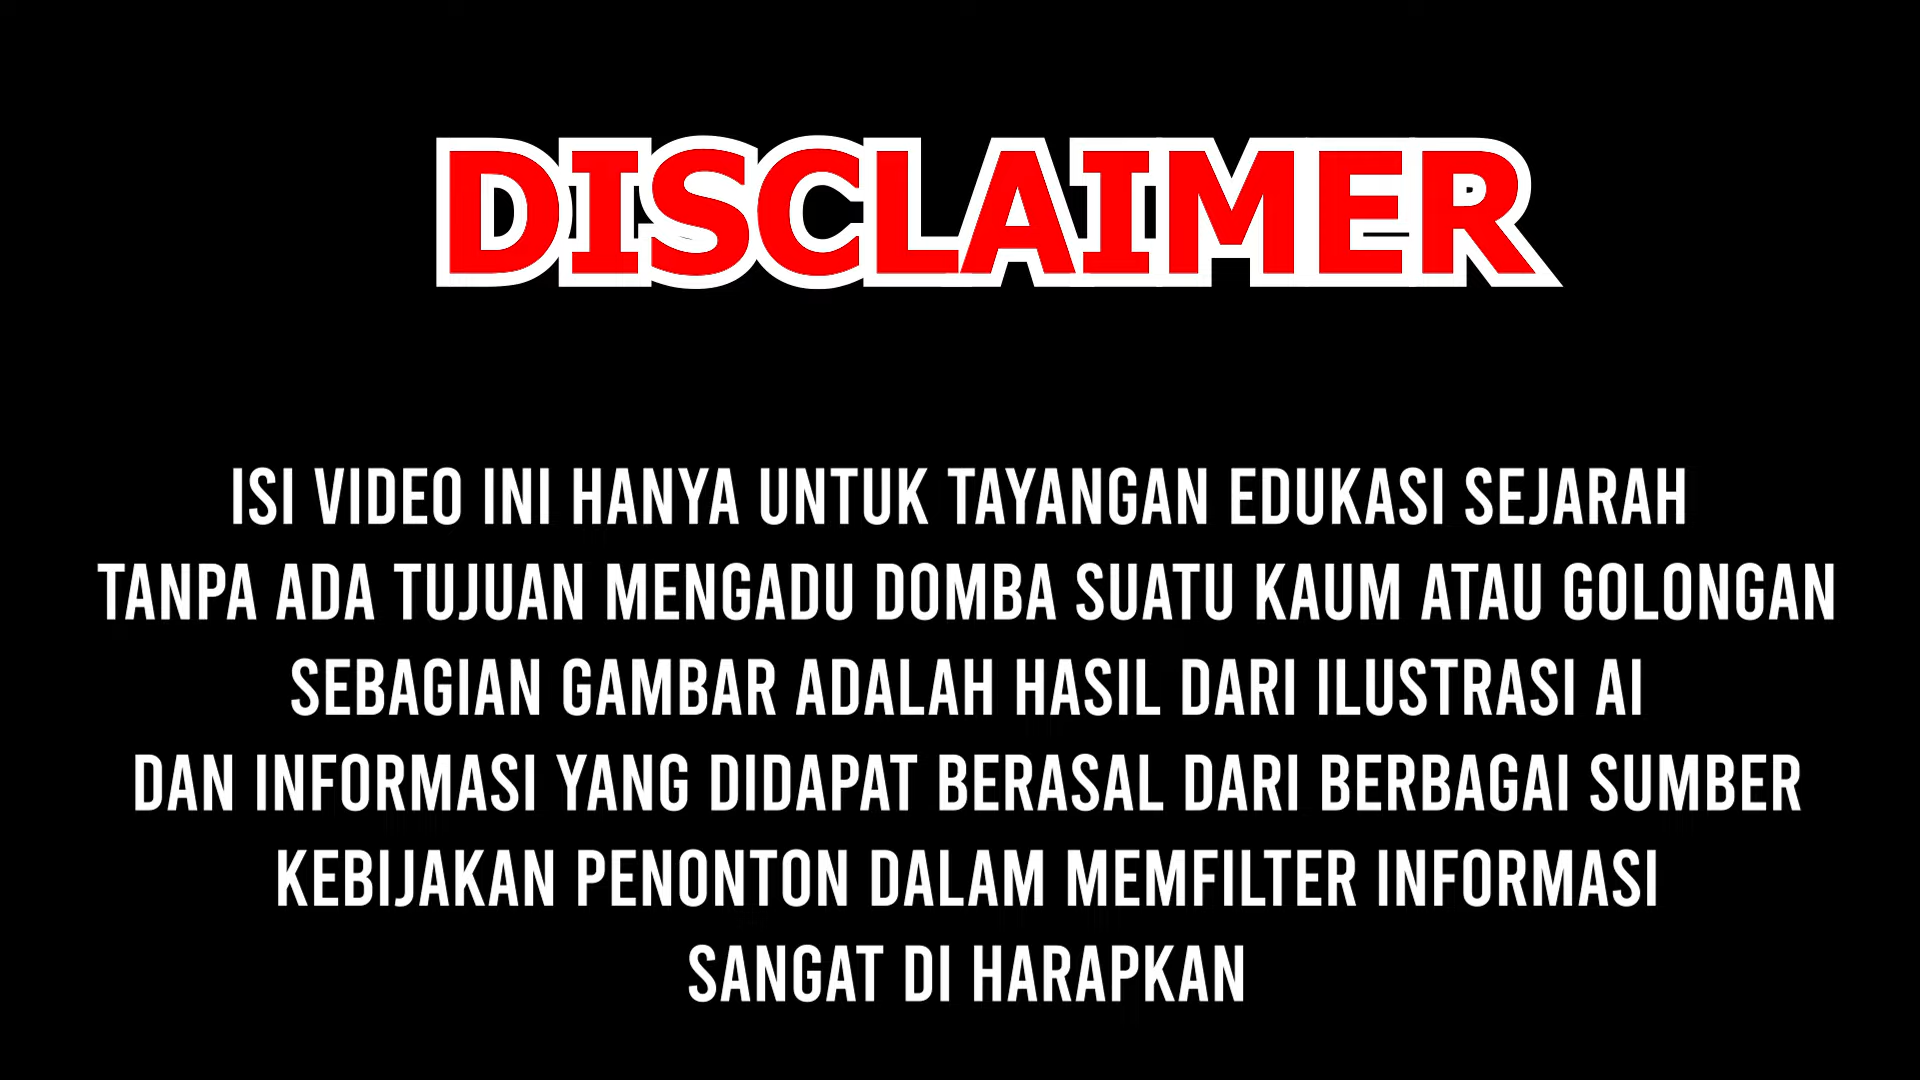 DISCLAIMER
ISI VIDEO INI HANYA UNTUK TAYANGAN EDUKASI SEJARAH
TANPA ADA TUJUAN MENGADU DOMBA SUATU KAUM ATAU GOLONGAN
SEBAGIAN GAMBAR ADALAH HASIL DARI ILUSTRASI AI
DAN INFORMASI YANG DIDAPAT BERASAL DARI BERBAGAI SUMBER
KEBIJAKAN PENONTON DALAM MEMFILTER INFORMASI
SANGAT DI HARAPKAN